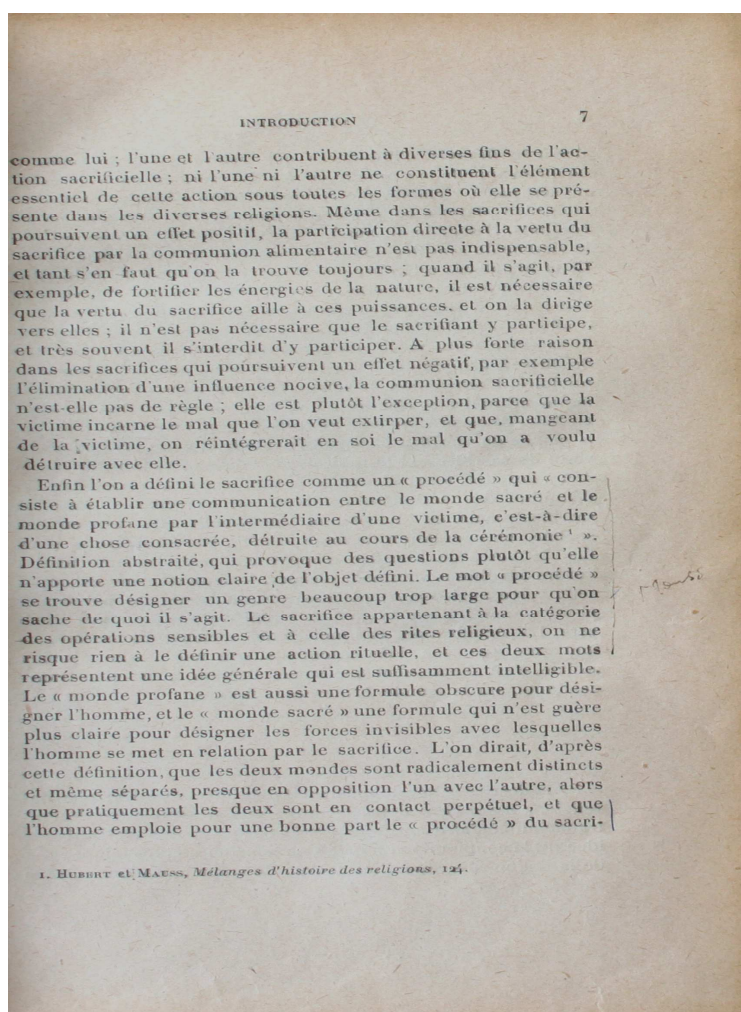 INTRODUCTION 7
comme lui ; l'une et l'autre contribuent à diverses fins de l'ac-
tion sacrificielle ; ni l'une ni l'autre ne constituent l'élément
essentiel de cette action sous toutes les formes où elle se pré-
sente dans les diverses religions. Même dans les sacrifices qui
poursuivent un effet positif, la participation directe à la vertu du
sacrifice par la communion alimentaire n'est pas indispensable,
et tant s'en faut qu'on la trouve toujours ; quand il s'agit, par
exemple, de fortifier les énergies de la nature, il est nécessaire
que la vertu du sacrifice aille à ces puissances, et on la dirige
vers elles ; il n'est pas nécessaire que le sacrifiant y participe,
et très souvent il s'interdit d'y participer. A plus forte raison
dans les sacrifices qui poursuivent un effet négatif, par exemple
l'élimination d'une influence nocive, la communion sacrificielle
n'est-elle pas de règle ; elle est plutôt l'exception, parce que la
victime incarne le mal que l'on veut extirper, et que, mangeant
de la victime, on réintégrerait en soi le mal qu'on a voulu
détruire avec elle.
Enfin l'on a défini le sacrifice comme un « procédé » qui « con-
siste à établir une communication entre le monde sacré et le
monde profane par l'intermédiaire d'une victime, c'est-à-dire
d'une chose consacrée, détruite au cours de la cérémonie ¹ ».
Définition abstraite, qui provoque des questions plutôt qu'elle
n'apporte une notion claire de l'objet défini. Le mot « procédé »
se trouve désigner un genre beaucoup trop large pour qu'on
sache de quoi il s'agit. Le sacrifice appartenant à la catégorie
des opérations sensibles et à celle des rites religieux, on ne
risque rien à le définir une action rituelle, et ces deux mots
représentent une idée générale qui est suffisamment intelligible.
Le « monde profane » est aussi une formule obscure pour dési-
gner l'homme, et le « monde sacré » une formule qui n'est guère
plus claire pour désigner les forces invisibles avec lesquelles
l'homme se met en relation par le sacrifice. L'on dirait, d'après
cette définition, que les deux mondes sont radicalement distincts
et même séparés, presque en opposition l'un avec l'autre, alors
que pratiquement les deux sont en contact perpétuel, et que
l'homme emploie pour une bonne part le « procédé » du sacri-
1. HUBERT et MAUSS, Mélanges d'histoire des religions, 124.